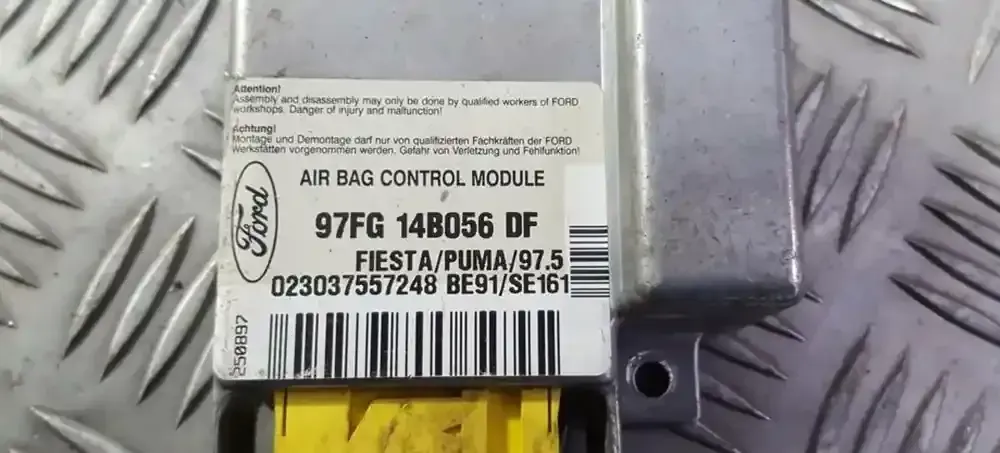 Attention!
Assembly and disassembly may only be done by qualified workers of FORD
workshops. Danger of injury and malfunction!
Achtung!
Montage und Demontage darf nur von qualifizierten Fachkräften der FORD
Werkstätten vorgenommen werden. Gefahr von Verletzung und Fehlfunktion!
Ford
AIR BAG CONTROL MODULE
97FG 14B056 DF
FIESTA/PUMA/97.5
023037557248 BE91/SE161
250897